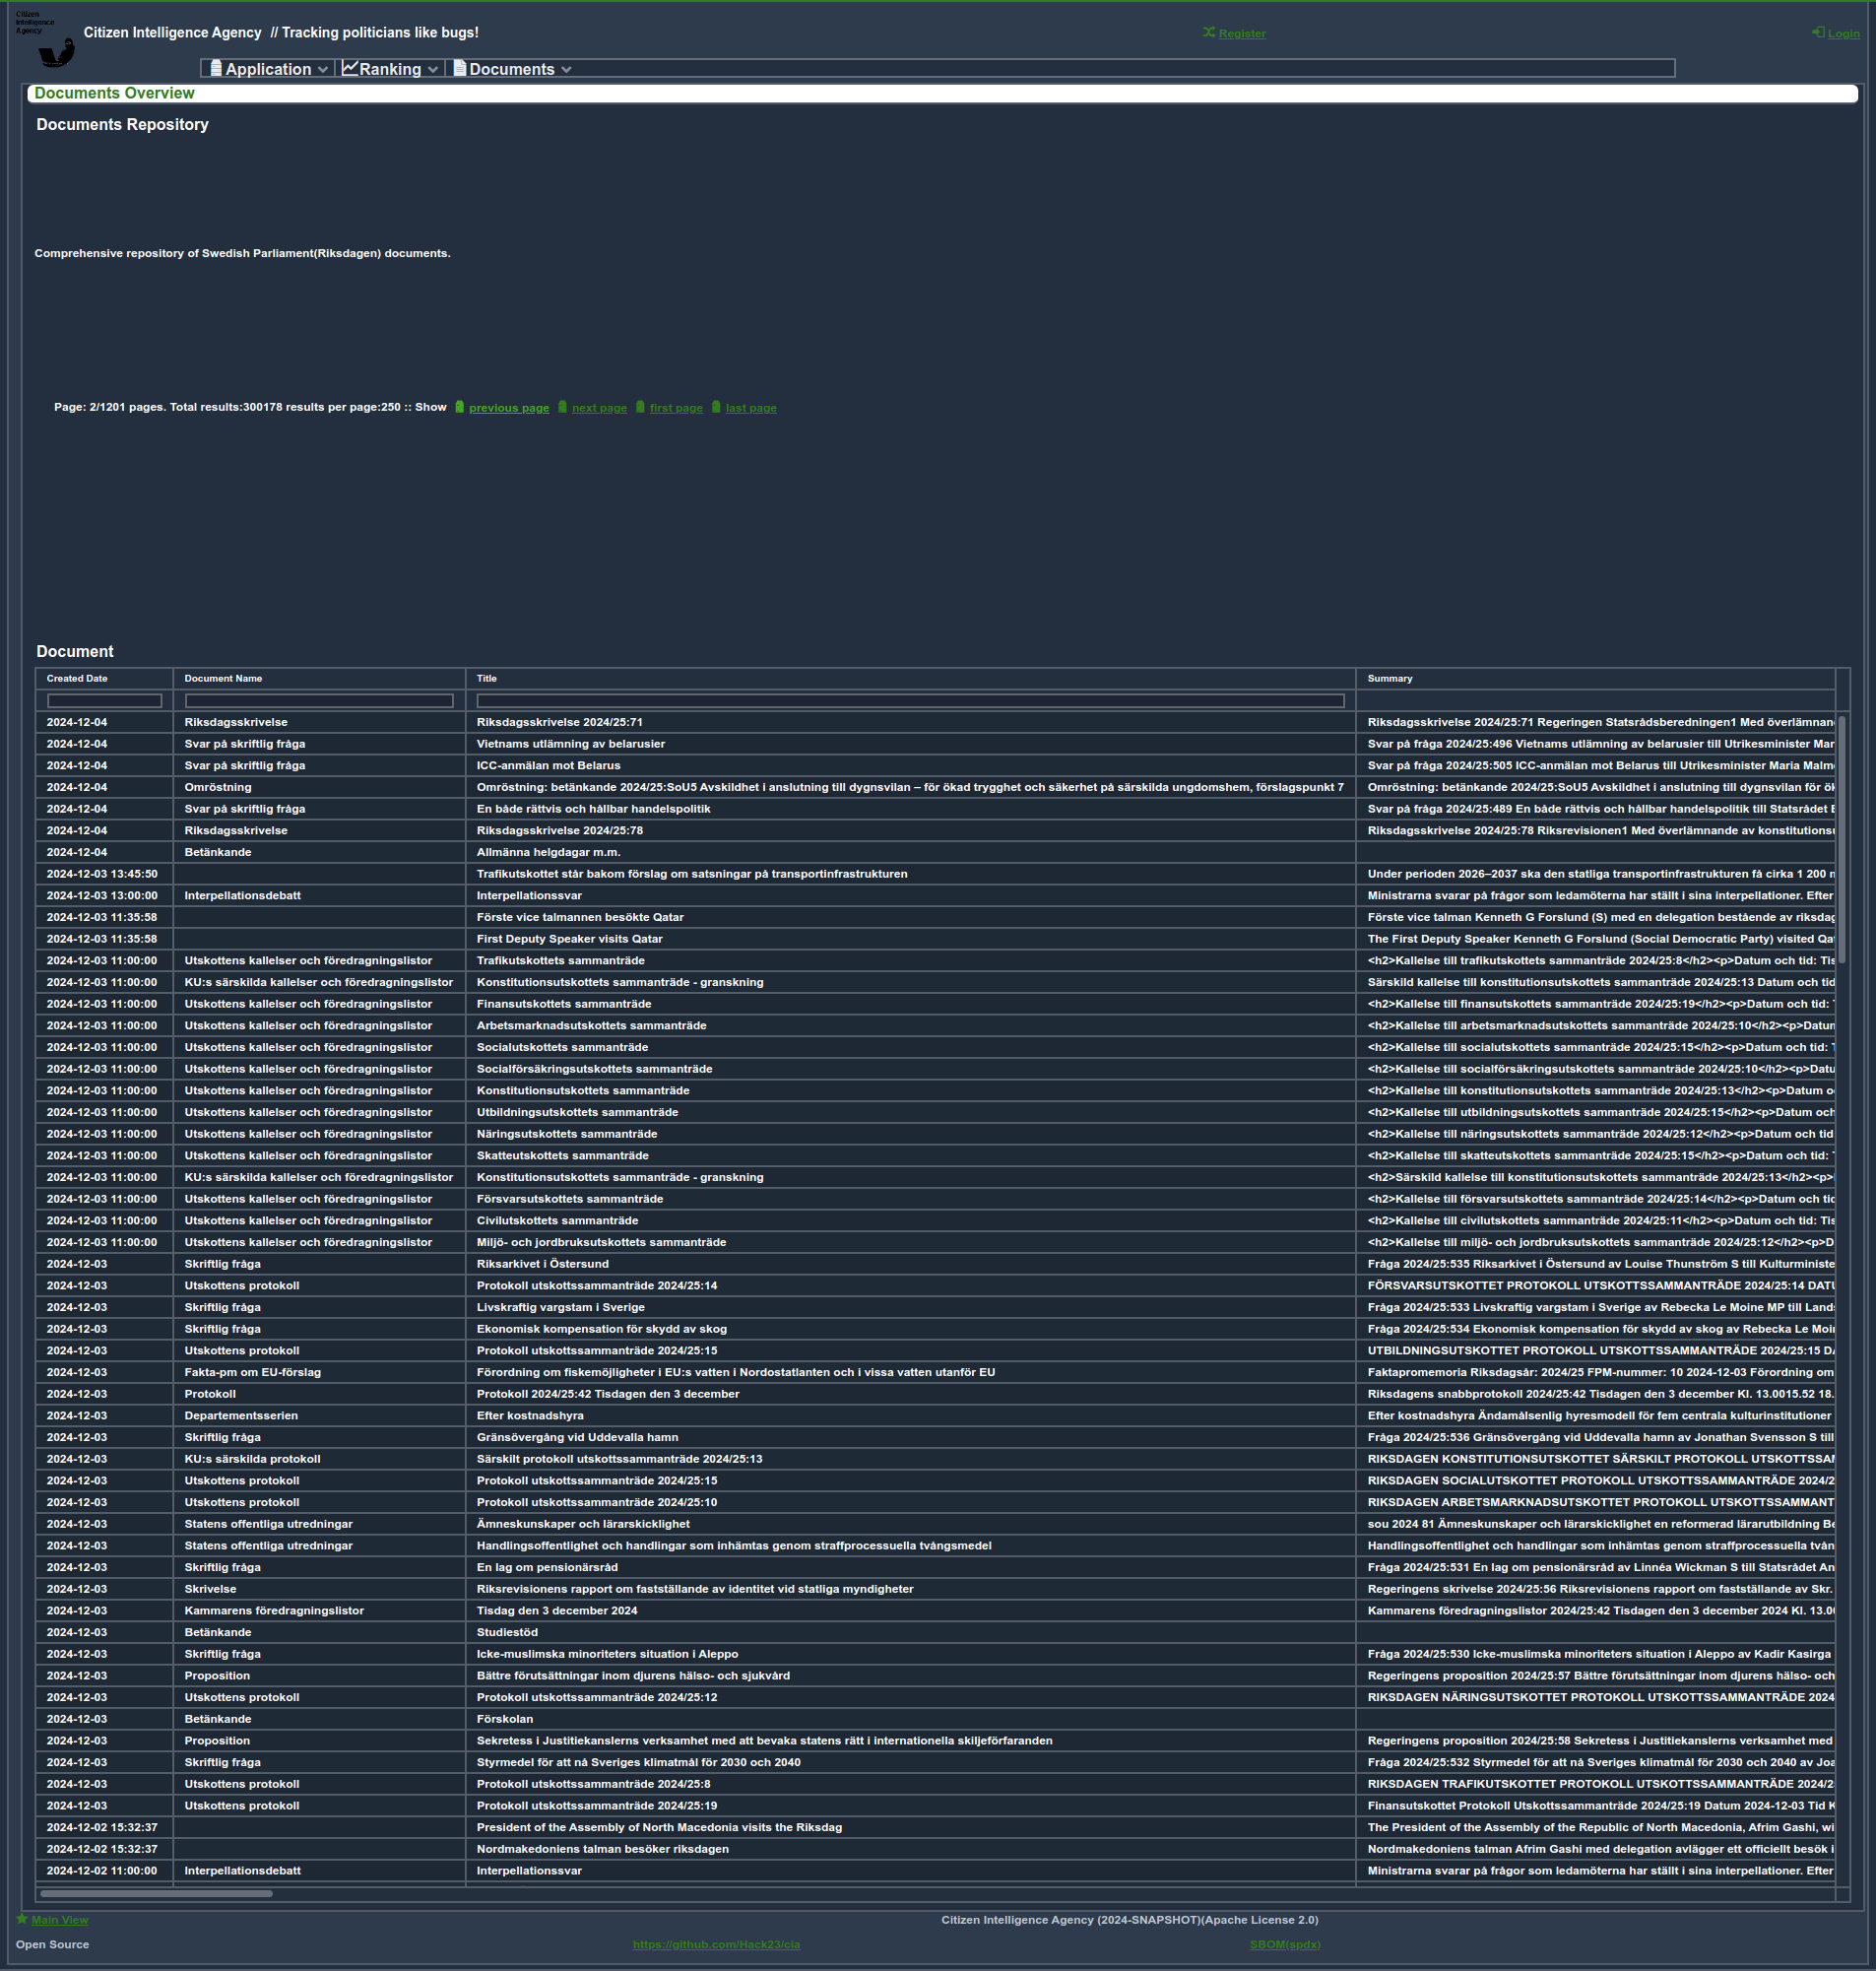 Citizen
Intelligence
Agency
Citizen Intelligence Agency // Tracking politicians like bugs!
Register
Login
Application Ranking Documents
Documents Overview
Documents Repository
Comprehensive repository of Swedish Parliament(Riksdagen) documents.
Page: 2/1201 pages. Total results:300178 results per page:250 :: Show previous page next page first page last page
Document
Created Date Document Name Title Summary
2024-12-04 Riksdagsskrivelse Riksdagsskrivelse 2024/25:71 Riksdagsskrivelse 2024/25:71 Regeringen Statsrådsberedningen1 Med överlämnan
2024-12-04 Svar på skriftlig fråga Vietnams utlämning av belarusier Svar på fråga 2024/25:496 Vietnams utlämning av belarusier till Utrikesminister Mar
2024-12-04 Svar på skriftlig fråga ICC-anmälan mot Belarus Svar på fråga 2024/25:505 ICC-anmälan mot Belarus till Utrikesminister Maria Malm
2024-12-04 Omröstning Omröstning: betänkande 2024/25:SoU5 Avskildhet i anslutning till dygnsvilan – för ökad trygghet och säkerhet på särskilda ungdomshem, förslagspunkt 7 Omröstning: betänkande 2024/25:SoU5 Avskildhet i anslutning till dygnsvilan för ök
2024-12-04 Svar på skriftlig fråga En både rättvis och hållbar handelspolitik Svar på fråga 2024/25:489 En både rättvis och hållbar handelspolitik till Statsrådet
2024-12-04 Riksdagsskrivelse Riksdagsskrivelse 2024/25:78 Riksdagsskrivelse 2024/25:78 Riksrevisionen1 Med överlämnande av konstitutions
2024-12-04 Betänkande Allmänna helgdagar m.m.
2024-12-03 13:45:50 Trafikutskottet står bakom förslag om satsningar på transportinfrastrukturen Under perioden 2026–2037 ska den statliga transportinfrastrukturen få cirka 1 200 m
2024-12-03 13:00:00 Interpellationsdebatt Interpellationssvar Ministrarna svarar på frågor som ledamöterna har ställt i sina interpellationer. Efter
2024-12-03 11:35:58 Förste vice talmannen besökte Qatar Förste vice talman Kenneth G Forslund (S) med en delegation bestående av riksdag
2024-12-03 11:35:58 First Deputy Speaker visits Qatar The First Deputy Speaker Kenneth G Forslund (Social Democratic Party) visited Qa
2024-12-03 11:00:00 Utskottens kallelser och föredragningslistor Trafikutskottets sammanträde <h2>Kallelse till trafikutskottets sammanträde 2024/25:8</h2><p>Datum och tid: Tis
2024-12-03 11:00:00 KU:s särskilda kallelser och föredragningslistor Konstitutionsutskottets sammanträde - granskning Särskild kallelse till konstitutionsutskottets sammanträde 2024/25:13 Datum och tid
2024-12-03 11:00:00 Utskottens kallelser och föredragningslistor Finansutskottets sammanträde <h2>Kallelse till finansutskottets sammanträde 2024/25:19</h2><p>Datum och tid:
2024-12-03 11:00:00 Utskottens kallelser och föredragningslistor Arbetsmarknadsutskottets sammanträde <h2>Kallelse till arbetsmarknadsutskottets sammanträde 2024/25:10</h2><p>Datum
2024-12-03 11:00:00 Utskottens kallelser och föredragningslistor Socialutskottets sammanträde <h2>Kallelse till socialutskottets sammanträde 2024/25:15</h2><p>Datum och tid:
2024-12-03 11:00:00 Utskottens kallelser och föredragningslistor Socialförsäkringsutskottets sammanträde <h2>Kallelse till socialförsäkringsutskottets sammanträde 2024/25:10</h2><p>Datu
2024-12-03 11:00:00 Utskottens kallelser och föredragningslistor Konstitutionsutskottets sammanträde <h2>Kallelse till konstitutionsutskottets sammanträde 2024/25:13</h2><p>Datum o
2024-12-03 11:00:00 Utskottens kallelser och föredragningslistor Utbildningsutskottets sammanträde <h2>Kallelse till utbildningsutskottets sammanträde 2024/25:15</h2><p>Datum och
2024-12-03 11:00:00 Utskottens kallelser och föredragningslistor Näringsutskottets sammanträde <h2>Kallelse till näringsutskottets sammanträde 2024/25:12</h2><p>Datum och tid
2024-12-03 11:00:00 Utskottens kallelser och föredragningslistor Skatteutskottets sammanträde <h2>Kallelse till skatteutskottets sammanträde 2024/25:15</h2><p>Datum och tid:
2024-12-03 11:00:00 KU:s särskilda kallelser och föredragningslistor Konstitutionsutskottets sammanträde - granskning <h2>Särskild kallelse till konstitutionsutskottets sammanträde 2024/25:13</h2><p>
2024-12-03 11:00:00 Utskottens kallelser och föredragningslistor Försvarsutskottets sammanträde <h2>Kallelse till försvarsutskottets sammanträde 2024/25:14</h2><p>Datum och tid
2024-12-03 11:00:00 Utskottens kallelser och föredragningslistor Civilutskottets sammanträde <h2>Kallelse till civilutskottets sammanträde 2024/25:11</h2><p>Datum och tid: Tis
2024-12-03 11:00:00 Utskottens kallelser och föredragningslistor Miljö- och jordbruksutskottets sammanträde <h2>Kallelse till miljö- och jordbruksutskottets sammanträde 2024/25:12</h2><p>D
2024-12-03 Skriftlig fråga Riksarkivet i Östersund Fråga 2024/25:535 Riksarkivet i Östersund av Louise Thunström S till Kulturministe
2024-12-03 Utskottens protokoll Protokoll utskottssammanträde 2024/25:14 FÖRSVARSUTSKOTTET PROTOKOLL UTSKOTTSSAMMANTRÄDE 2024/25:14 DATU
2024-12-03 Skriftlig fråga Livskraftig vargstam i Sverige Fråga 2024/25:533 Livskraftig vargstam i Sverige av Rebecka Le Moine MP till Lands
2024-12-03 Skriftlig fråga Ekonomisk kompensation för skydd av skog Fråga 2024/25:534 Ekonomisk kompensation för skydd av skog av Rebecka Le Moi
2024-12-03 Utskottens protokoll Protokoll utskottssammanträde 2024/25:15 UTBILDNINGSUTSKOTTET PROTOKOLL UTSKOTTSSAMMANTRÄDE 2024/25:15 DA
2024-12-03 Fakta-pm om EU-förslag Förordning om fiskemöjligheter i EU:s vatten i Nordostatlanten och i vissa vatten utanför EU Faktapromemoria Riksdagsår: 2024/25 FPM-nummer: 10 2024-12-03 Förordning om
2024-12-03 Protokoll Protokoll 2024/25:42 Tisdagen den 3 december Riksdagens snabbprotokoll 2024/25:42 Tisdagen den 3 december Kl. 13.0015.52 18.
2024-12-03 Departementsserien Efter kostnadshyra Efter kostnadshyra Ändamålsenlig hyresmodell för fem centrala kulturinstitutioner
2024-12-03 Skriftlig fråga Gränsövergång vid Uddevalla hamn Fråga 2024/25:536 Gränsövergång vid Uddevalla hamn av Jonathan Svensson S till
2024-12-03 KU:s särskilda protokoll Särskilt protokoll utskottssammanträde 2024/25:13 RIKSDAGEN KONSTITUTIONSUTSKOTTET SÄRSKILT PROTOKOLL UTSKOTTSSAM
2024-12-03 Utskottens protokoll Protokoll utskottssammanträde 2024/25:15 RIKSDAGEN SOCIALUTSKOTTET PROTOKOLL UTSKOTTSSAMMANTRÄDE 2024/2
2024-12-03 Utskottens protokoll Protokoll utskottssammanträde 2024/25:10 RIKSDAGEN ARBETSMARKNADSUTSKOTTET PROTOKOLL UTSKOTTSSAMMANT
2024-12-03 Statens offentliga utredningar Ämneskunskaper och lärarskicklighet sou 2024 81 Ämneskunskaper och lärarskicklighet en reformerad lärarutbildning Be
2024-12-03 Statens offentliga utredningar Handlingsoffentlighet och handlingar som inhämtas genom straffprocessuella tvångsmedel Handlingsoffentlighet och handlingar som inhämtas genom straffprocessuella tvån
2024-12-03 Skriftlig fråga En lag om pensionärsråd Fråga 2024/25:531 En lag om pensionärsråd av Linnéa Wickman S till Statsrådet An
2024-12-03 Skrivelse Riksrevisionens rapport om fastställande av identitet vid statliga myndigheter Regeringens skrivelse 2024/25:56 Riksrevisionens rapport om fastställande av Skr.
2024-12-03 Kammarens föredragningslistor Tisdag den 3 december 2024 Kammarens föredragningslistor 2024/25:42 Tisdagen den 3 december 2024 Kl. 13.00
2024-12-03 Betänkande Studiestöd
2024-12-03 Skriftlig fråga Icke-muslimska minoriteters situation i Aleppo Fråga 2024/25:530 Icke-muslimska minoriteters situation i Aleppo av Kadir Kasirga
2024-12-03 Proposition Bättre förutsättningar inom djurens hälso- och sjukvård Regeringens proposition 2024/25:57 Bättre förutsättningar inom djurens hälso- och
2024-12-03 Utskottens protokoll Protokoll utskottssammanträde 2024/25:12 RIKSDAGEN NÄRINGSUTSKOTTET PROTOKOLL UTSKOTTSSAMMANTRÄDE 2024
2024-12-03 Betänkande Förskolan
2024-12-03 Proposition Sekretess i Justitiekanslerns verksamhet med att bevaka statens rätt i internationella skiljeförfaranden Regeringens proposition 2024/25:58 Sekretess i Justitiekanslerns verksamhet med
2024-12-03 Skriftlig fråga Styrmedel för att nå Sveriges klimatmål för 2030 och 2040 Fråga 2024/25:532 Styrmedel för att nå Sveriges klimatmål för 2030 och 2040 av Joa
2024-12-03 Utskottens protokoll Protokoll utskottssammanträde 2024/25:8 RIKSDAGEN TRAFIKUTSKOTTET PROTOKOLL UTSKOTTSSAMMANTRÄDE 2024/2
2024-12-03 Utskottens protokoll Protokoll utskottssammanträde 2024/25:19 Finansutskottet Protokoll Utskottssammanträde 2024/25:19 Datum 2024-12-03 Tid K
2024-12-02 15:32:37 President of the Assembly of North Macedonia visits the Riksdag The President of the Assembly of the Republic of North Macedonia, Afrim Gashi, wi
2024-12-02 15:32:37 Nordmakedoniens talman besöker riksdagen Nordmakedoniens talman Afrim Gashi med delegation avlägger ett officiellt besök i
2024-12-02 11:00:00 Interpellationsdebatt Interpellationssvar Ministrarna svarar på frågor som ledamöterna har ställt i sina interpellationer. Efter
Main View
Citizen Intelligence Agency (2024-SNAPSHOT)(Apache License 2.0)
Open Source
https://github.com/Hack23/cia
SBOM(spdx)